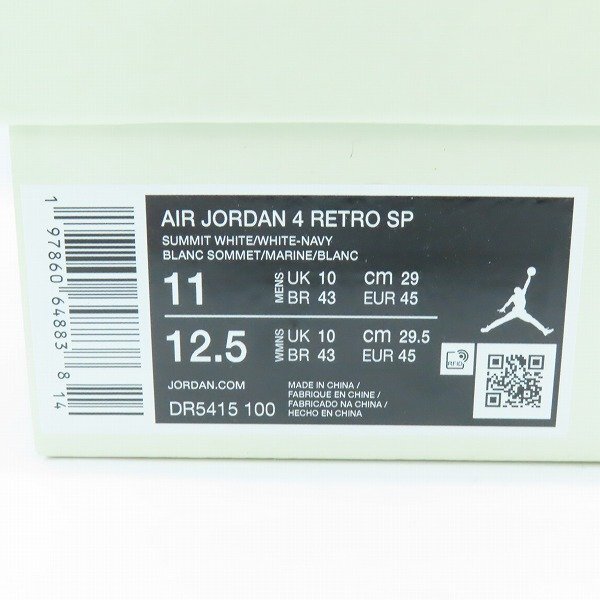 AIR JORDAN 4 RETRO SP
SUMMIT WHITE/WHITE-NAVY
BLANC SOMMET/MARINE/BLANC
11 MENS UK 10 CM 29
BR 43 EUR 45
12.5 WMNS UK 10 CM 29.5
BR 43 EUR 45
RFID
JORDAN.COM
DR5415 100
MADE IN CHINA /
FABRIQUE EN CHINE /
FABRICADO NA CHINA /
HECHO EN CHINA
1 97860 64883 8 14